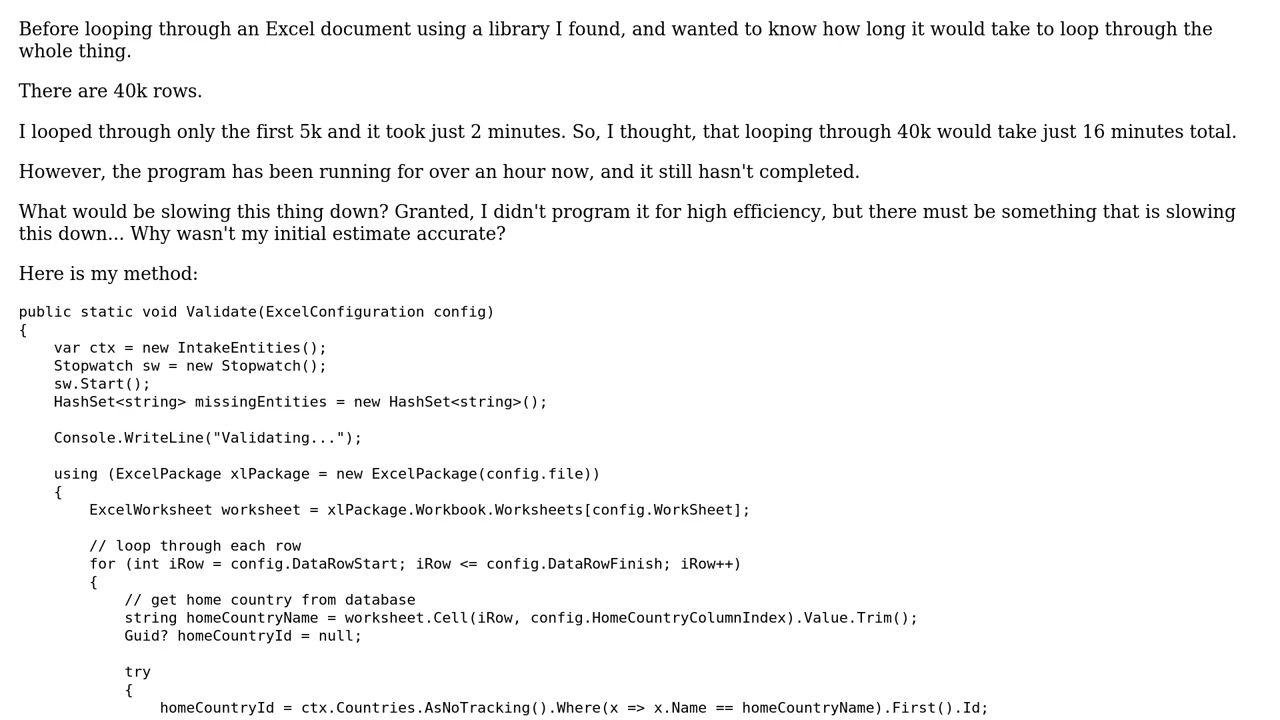 Before looping through an Excel document using a library I found, and wanted to know how long it would take to loop through the
whole thing.
There are 40k rows.
I looped through only the first 5k and it took just 2 minutes. So, I thought, that looping through 40k would take just 16 minutes total.
However, the program has been running for over an hour now, and it still hasn't completed.
What would be slowing this thing down? Granted, I didn't program it for high efficiency, but there must be something that is slowing
this down... Why wasn't my initial estimate accurate?
Here is my method:
public static void Validate(ExcelConfiguration config)
{
    var ctx = new IntakeEntities();
    Stopwatch sw = new Stopwatch();
    sw.Start();
    HashSet<string> missingEntities = new HashSet<string>();
    Console.WriteLine("Validating...");
    using (ExcelPackage xlPackage = new ExcelPackage(config.file))
    {
        ExcelWorksheet worksheet = xlPackage.Workbook.Worksheets[config.WorkSheet];
        // loop through each row
        for (int iRow = config.DataRowStart; iRow <= config.DataRowFinish; iRow++)
        {
            // get home country from database
            string homeCountryName = worksheet.Cell(iRow, config.HomeCountryColumnIndex).Value.Trim();
            Guid? homeCountryId = null;
            try
            {
                homeCountryId = ctx.Countries.AsNoTracking().Where(x => x.Name == homeCountryName).First().Id;